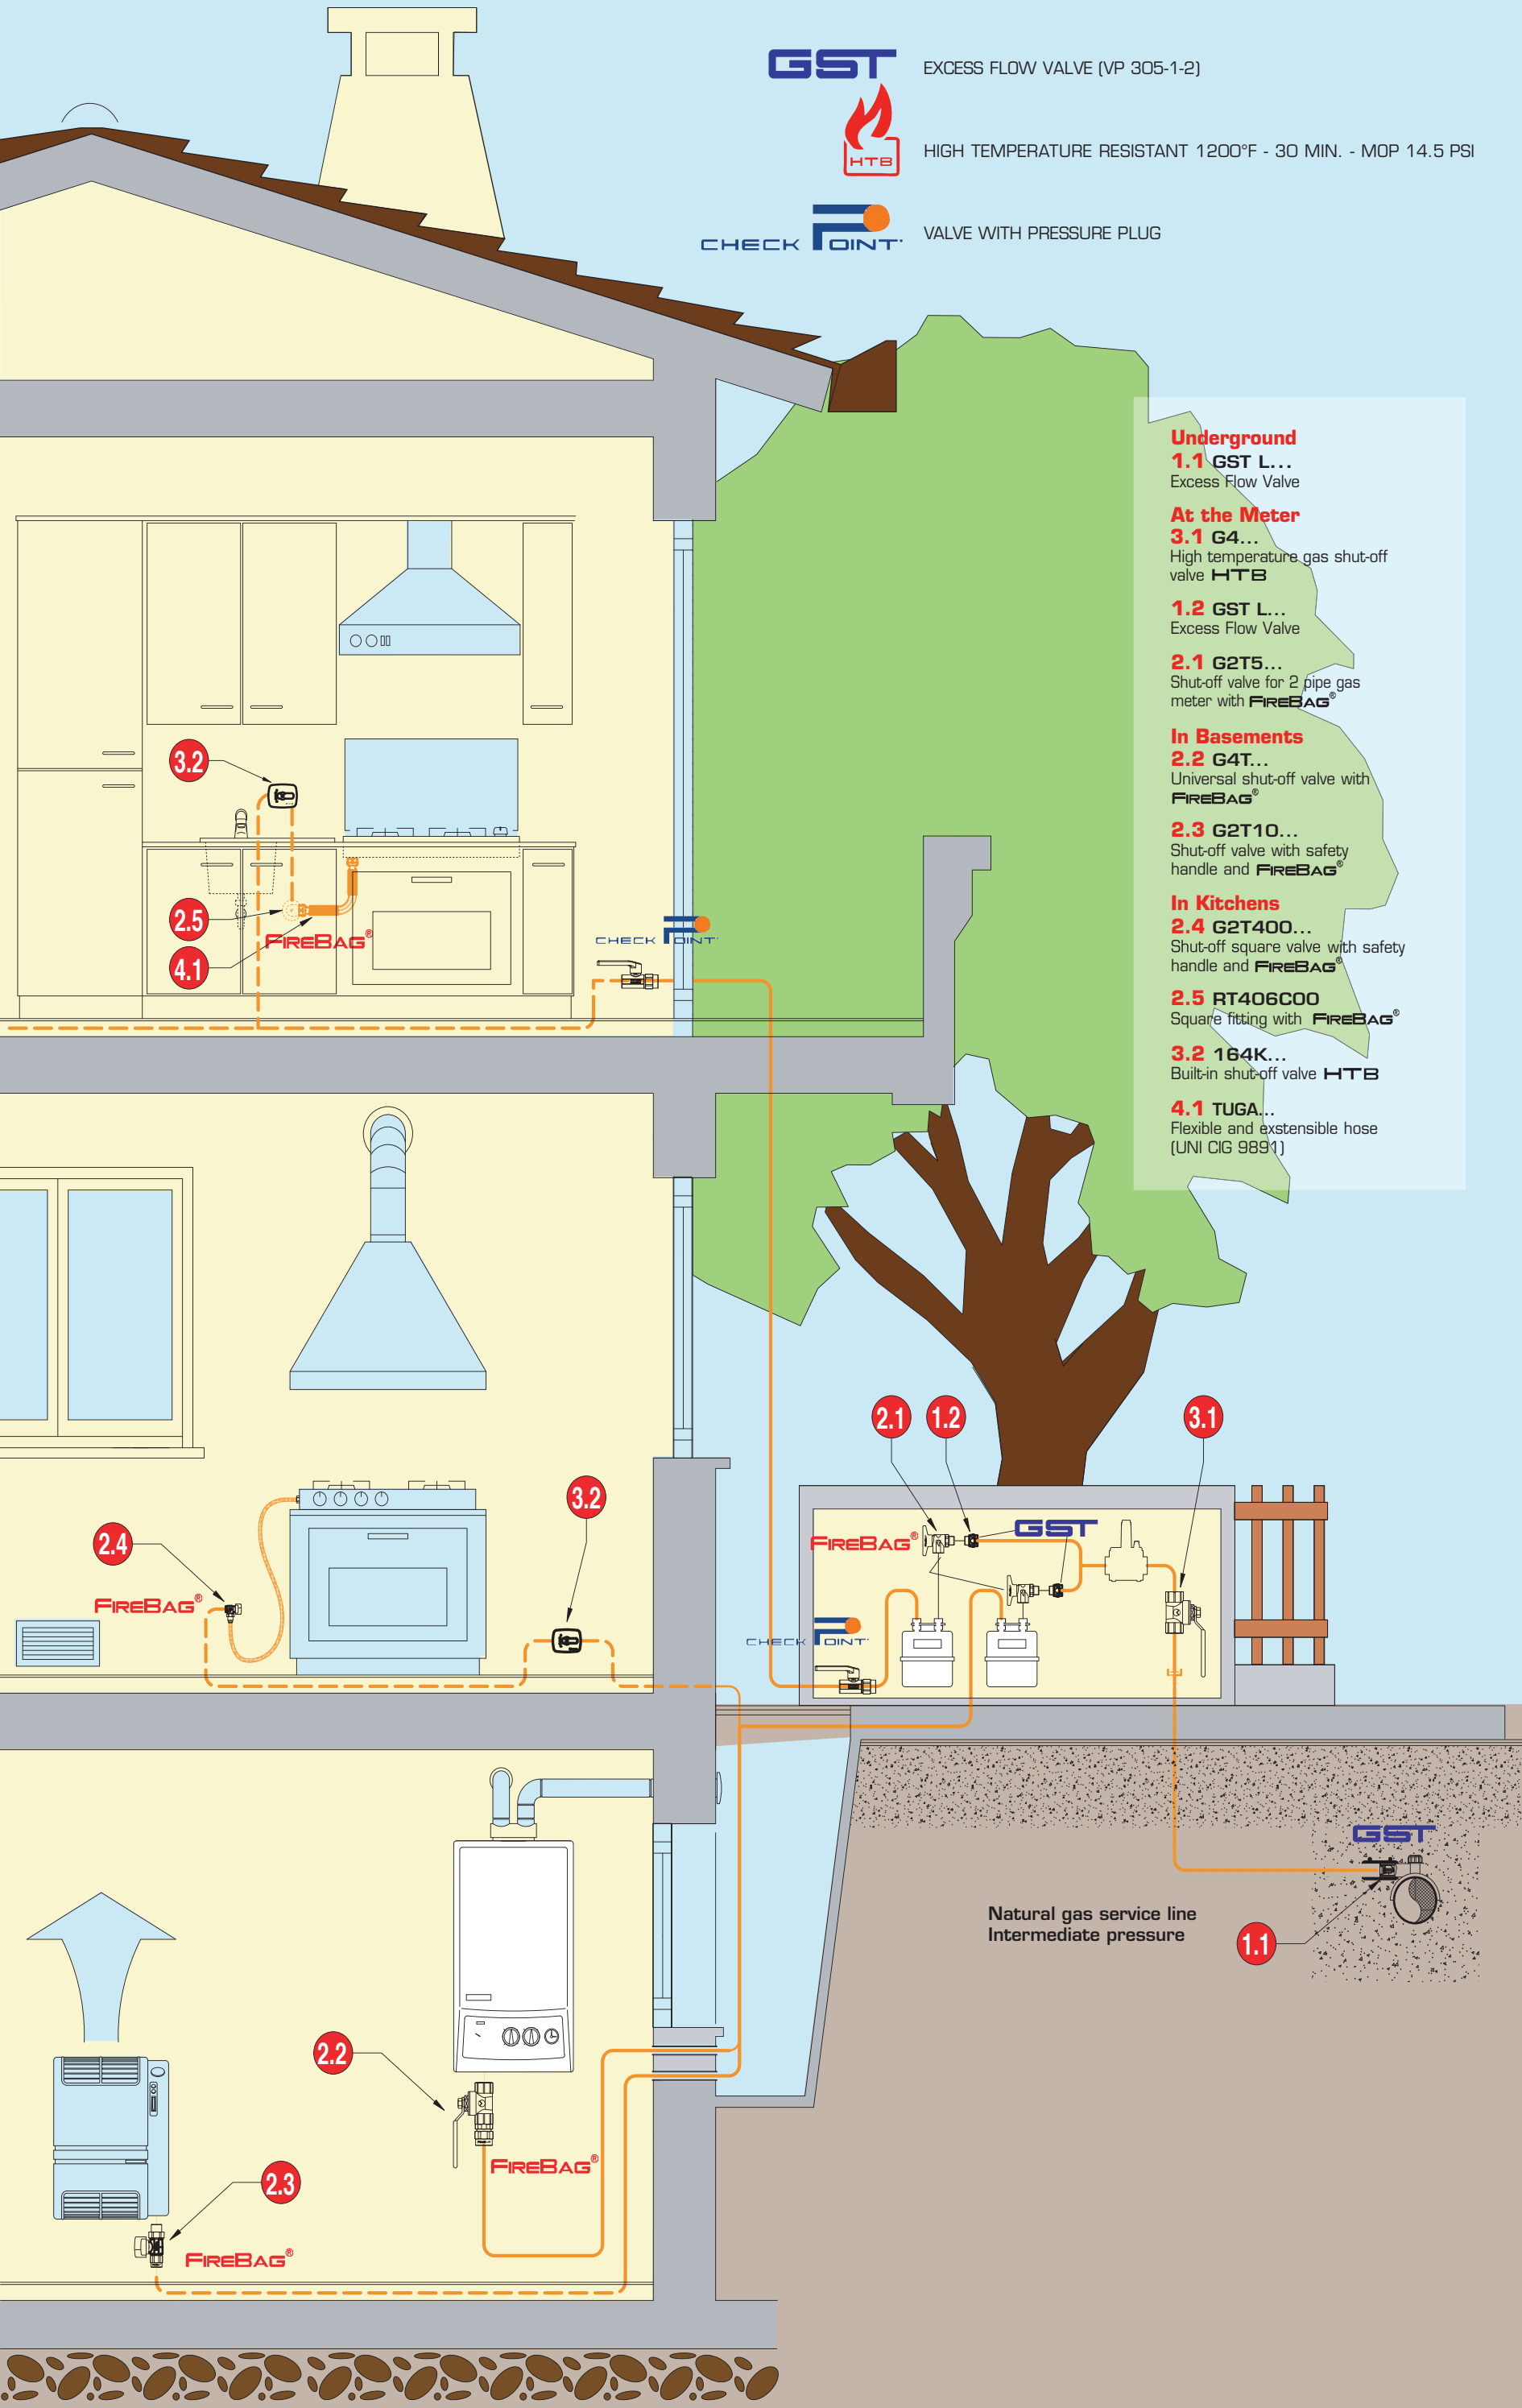 GST EXCESS FLOW VALVE (VP 305-1-2)
HTB HIGH TEMPERATURE RESISTANT 1200°F - 30 MIN. - MOP 14.5 PSI
CHECK POINT VALVE WITH PRESSURE PLUG
Underground
1.1 GST L...
Excess Flow Valve
At the Meter
3.1 G4...
High temperature gas shut-off
valve HTB
1.2 GST L...
Excess Flow Valve
2.1 G2T5...
Shut-off valve for 2 pipe gas
meter with FIREBAG®
In Basements
2.2 G4T...
Universal shut-off valve with
FIREBAG®
2.3 G2T10...
Shut-off valve with safety
handle and FIREBAG®
In Kitchens
2.4 G2T400...
Shut-off square valve with safety
handle and FIREBAG®
2.5 RT406C00
Square fitting with FIREBAG®
3.2 164K...
Built-in shut-off valve HTB
4.1 TUGA...
Flexible and exstensible hose
(UNI CIG 9891)
3.2
2.5
FIREBAG®
4.1
CHECK POINT
2.1
1.2
3.1
3.2
2.4
FIREBAG®
FIREBAG®
GST
CHECK POINT
GST
Natural gas service line
Intermediate pressure
1.1
2.2
FIREBAG®
2.3
FIREBAG®